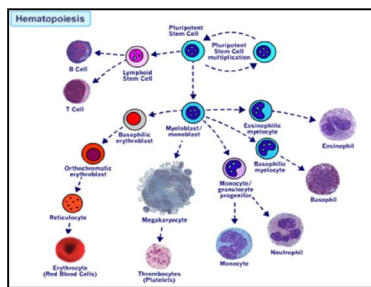 Hematopoiesis
Pluripotent
Stem Cell
Pluripotent
Stem Cell
multiplication
B Cell
Lymphoid
Stem Cell
T Cell
Basophilic
erythroblast
Myeloblast/
monoblast
Eosinophilic
myelocyte
Eosinophil
Orthochromatic
erythroblast
Basophilic
myelocyte
Monocyte/
granulocyte
progenitor
Basophil
Reticulocyte
Megakaryocyte
Erythrocyte
(Red Blood Cells)
Thrombocytes
(Platelets)
Monocyte
Neutrophil